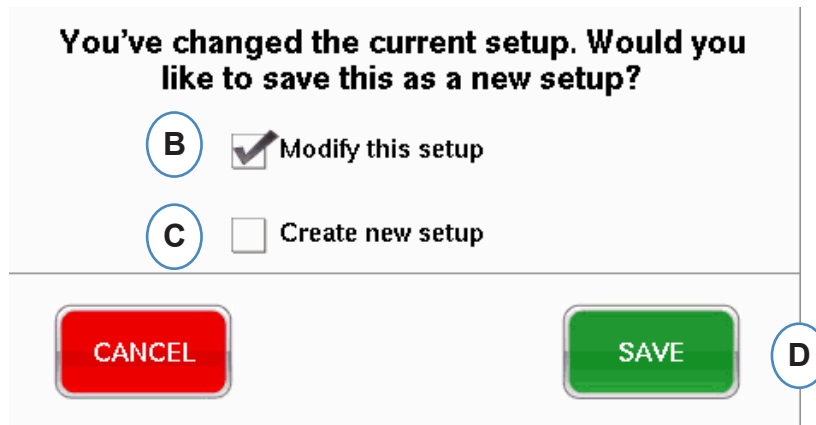 You've changed the current setup. Would you
like to save this as a new setup?
B Modify this setup
C Create new setup
CANCEL SAVE D